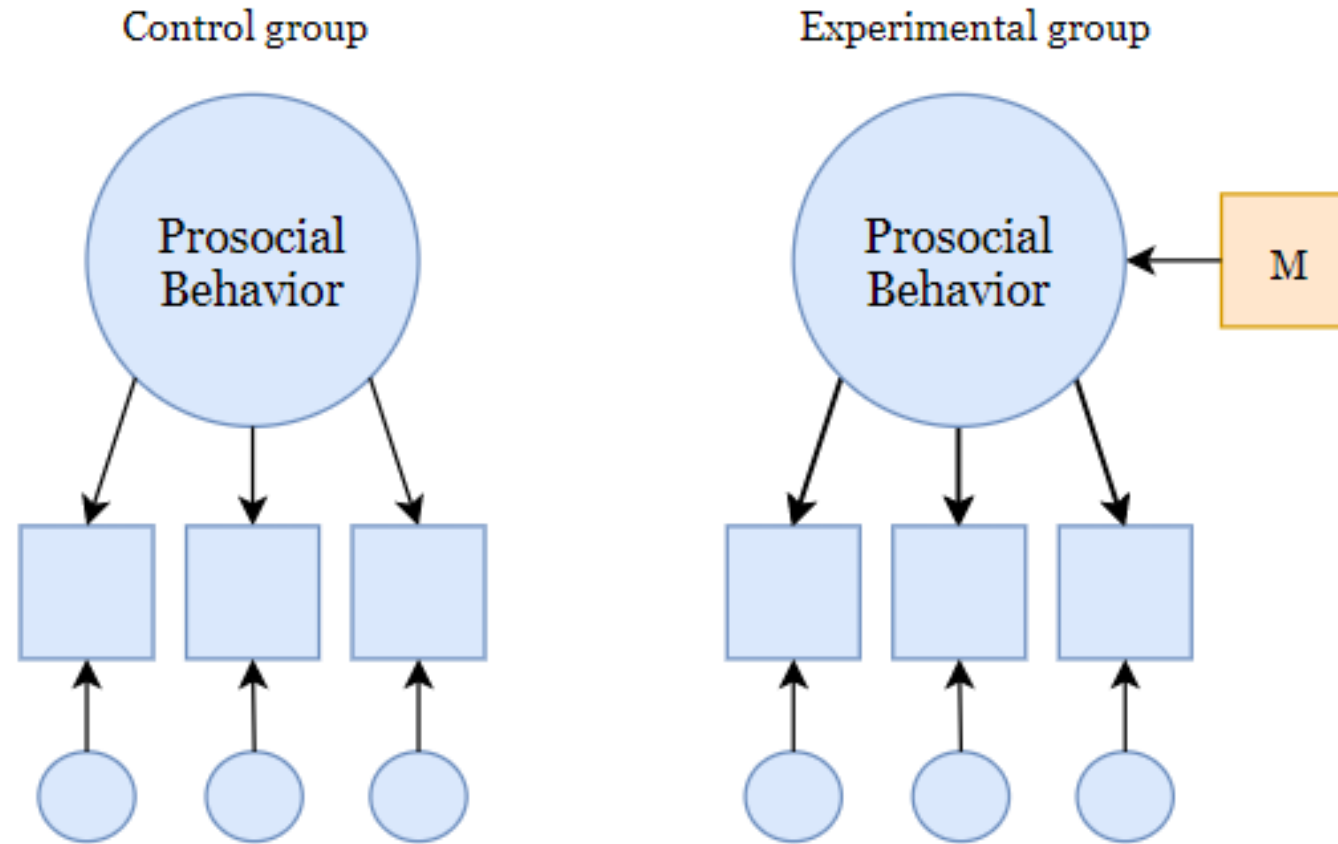 Control group
Experimental group
Prosocial
Behavior
Prosocial
Behavior
M